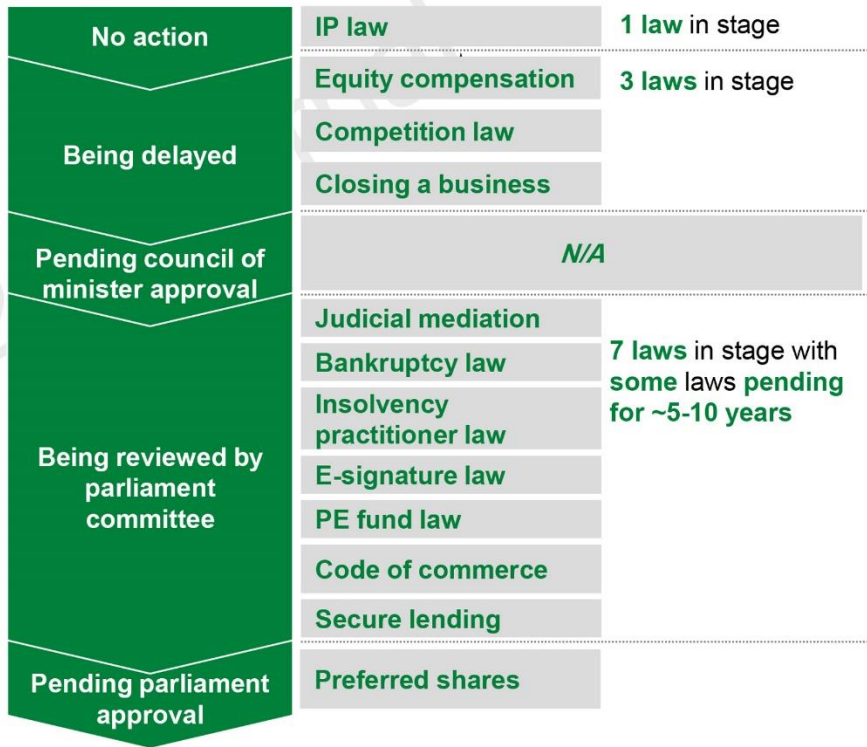 No action
IP law
1 law in stage
Being delayed
Equity compensation
3 laws in stage
Competition law
Closing a business
Pending council of
minister approval
N/A
Being reviewed by
parliament
committee
Judicial mediation
Bankruptcy law
Insolvency
practitioner law
E-signature law
PE fund law
Code of commerce
Secure lending
7 laws in stage with
some laws pending
for ~5-10 years
Pending parliament
approval
Preferred shares